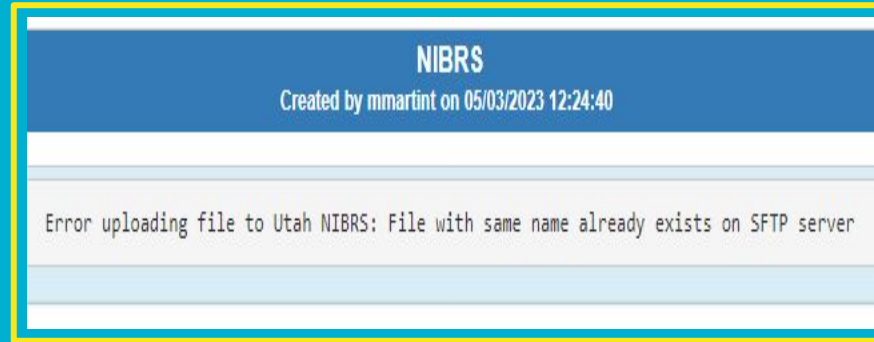 NIBRS
Created by mmartint on 05/03/2023 12:24:40
Error uploading file to Utah NIBRS: File with same name already exists on SFTP server